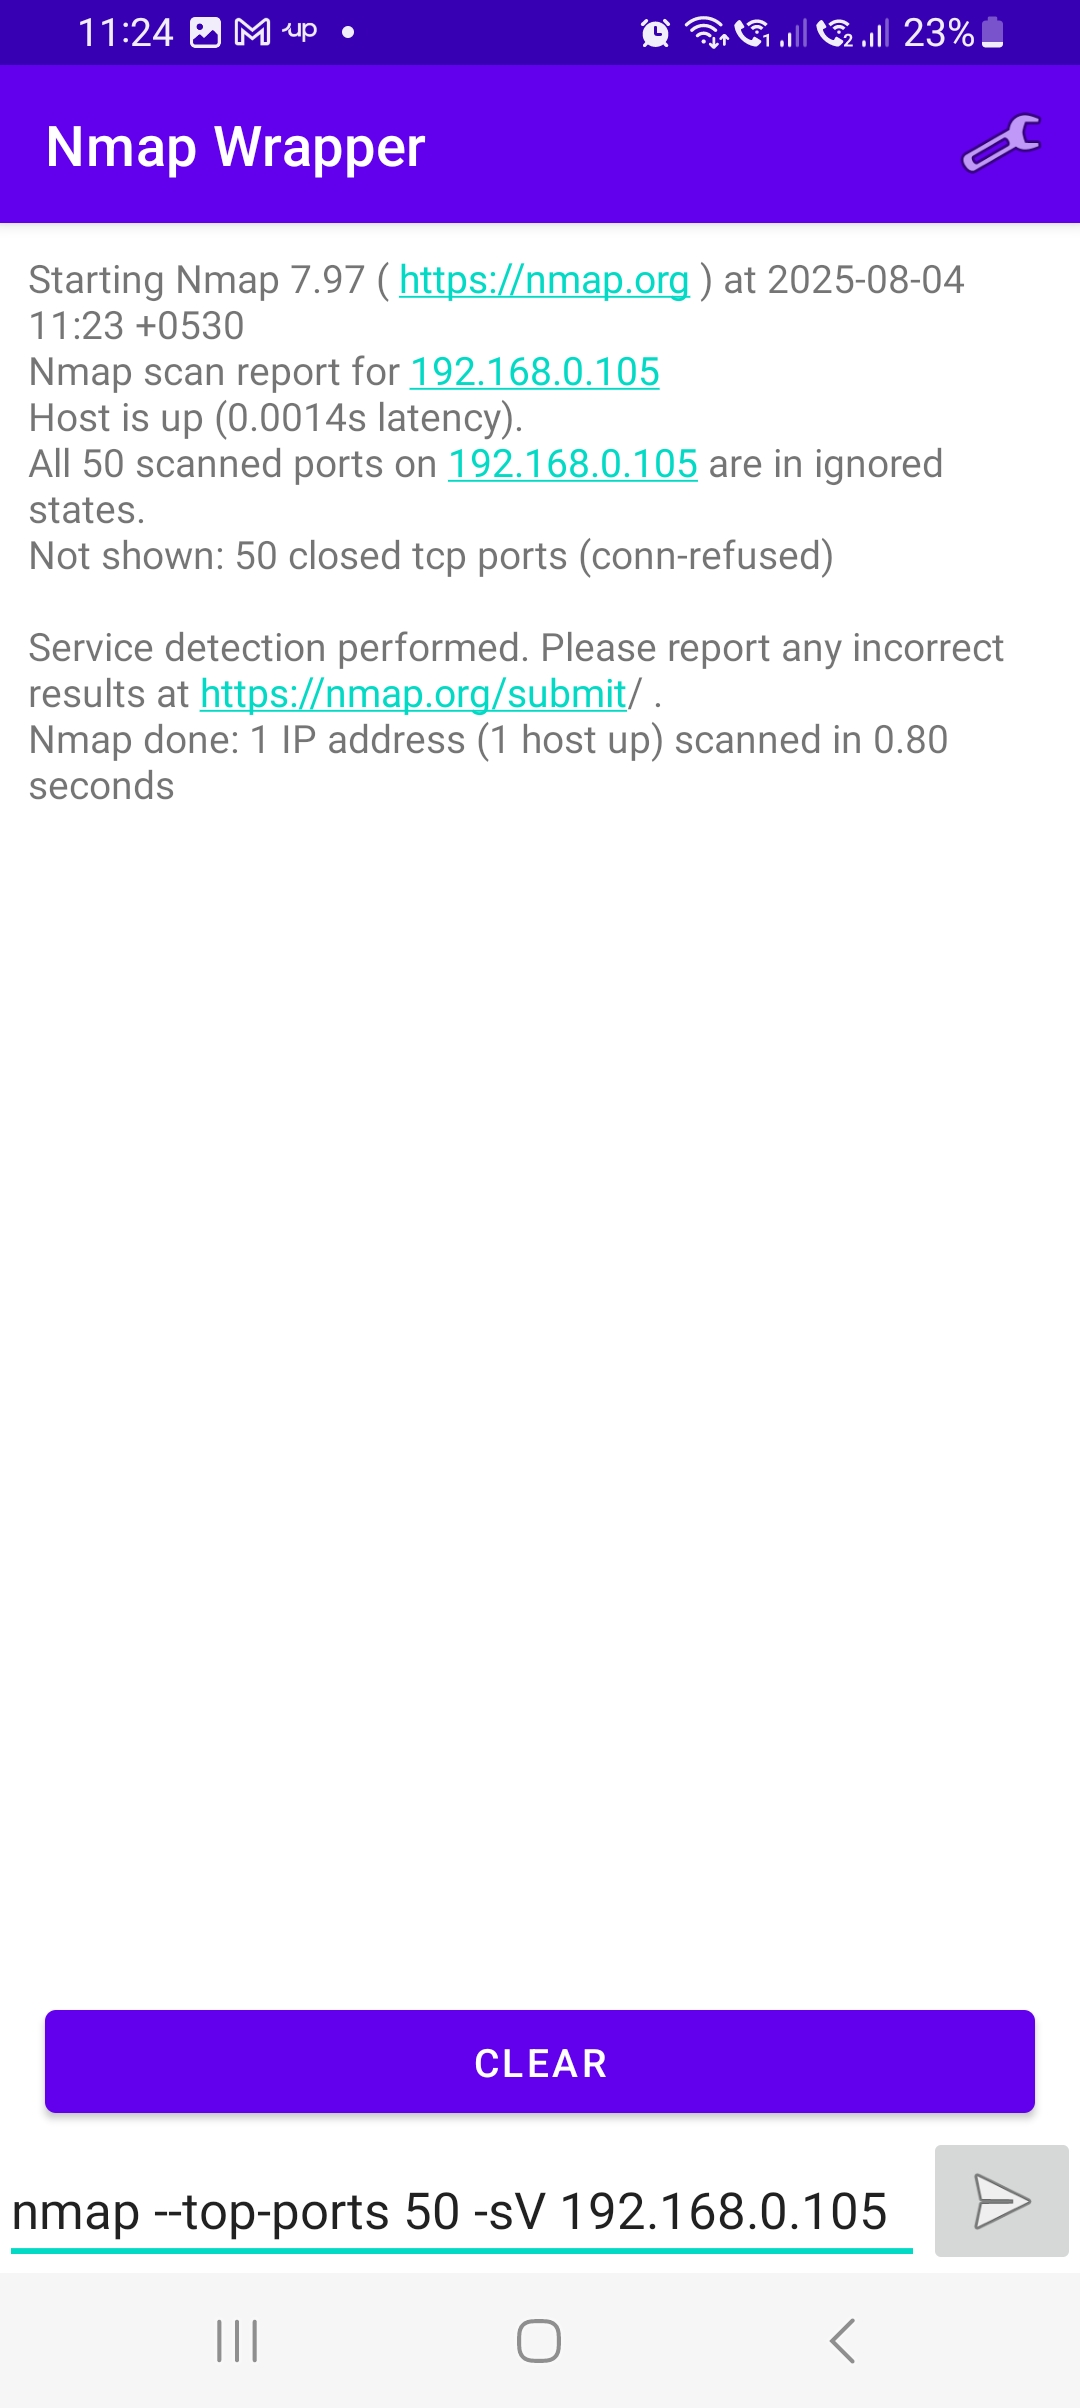 11:24 up 1 2 23%
Nmap Wrapper
Starting Nmap 7.97 ( https://nmap.org ) at 2025-08-04
11:23 +0530
Nmap scan report for 192.168.0.105
Host is up (0.0014s latency).
All 50 scanned ports on 192.168.0.105 are in ignored
states.
Not shown: 50 closed tcp ports (conn-refused)
Service detection performed. Please report any incorrect
results at https://nmap.org/submit/ .
Nmap done: 1 IP address (1 host up) scanned in 0.80
seconds
CLEAR
nmap --top-ports 50 -sV 192.168.0.105